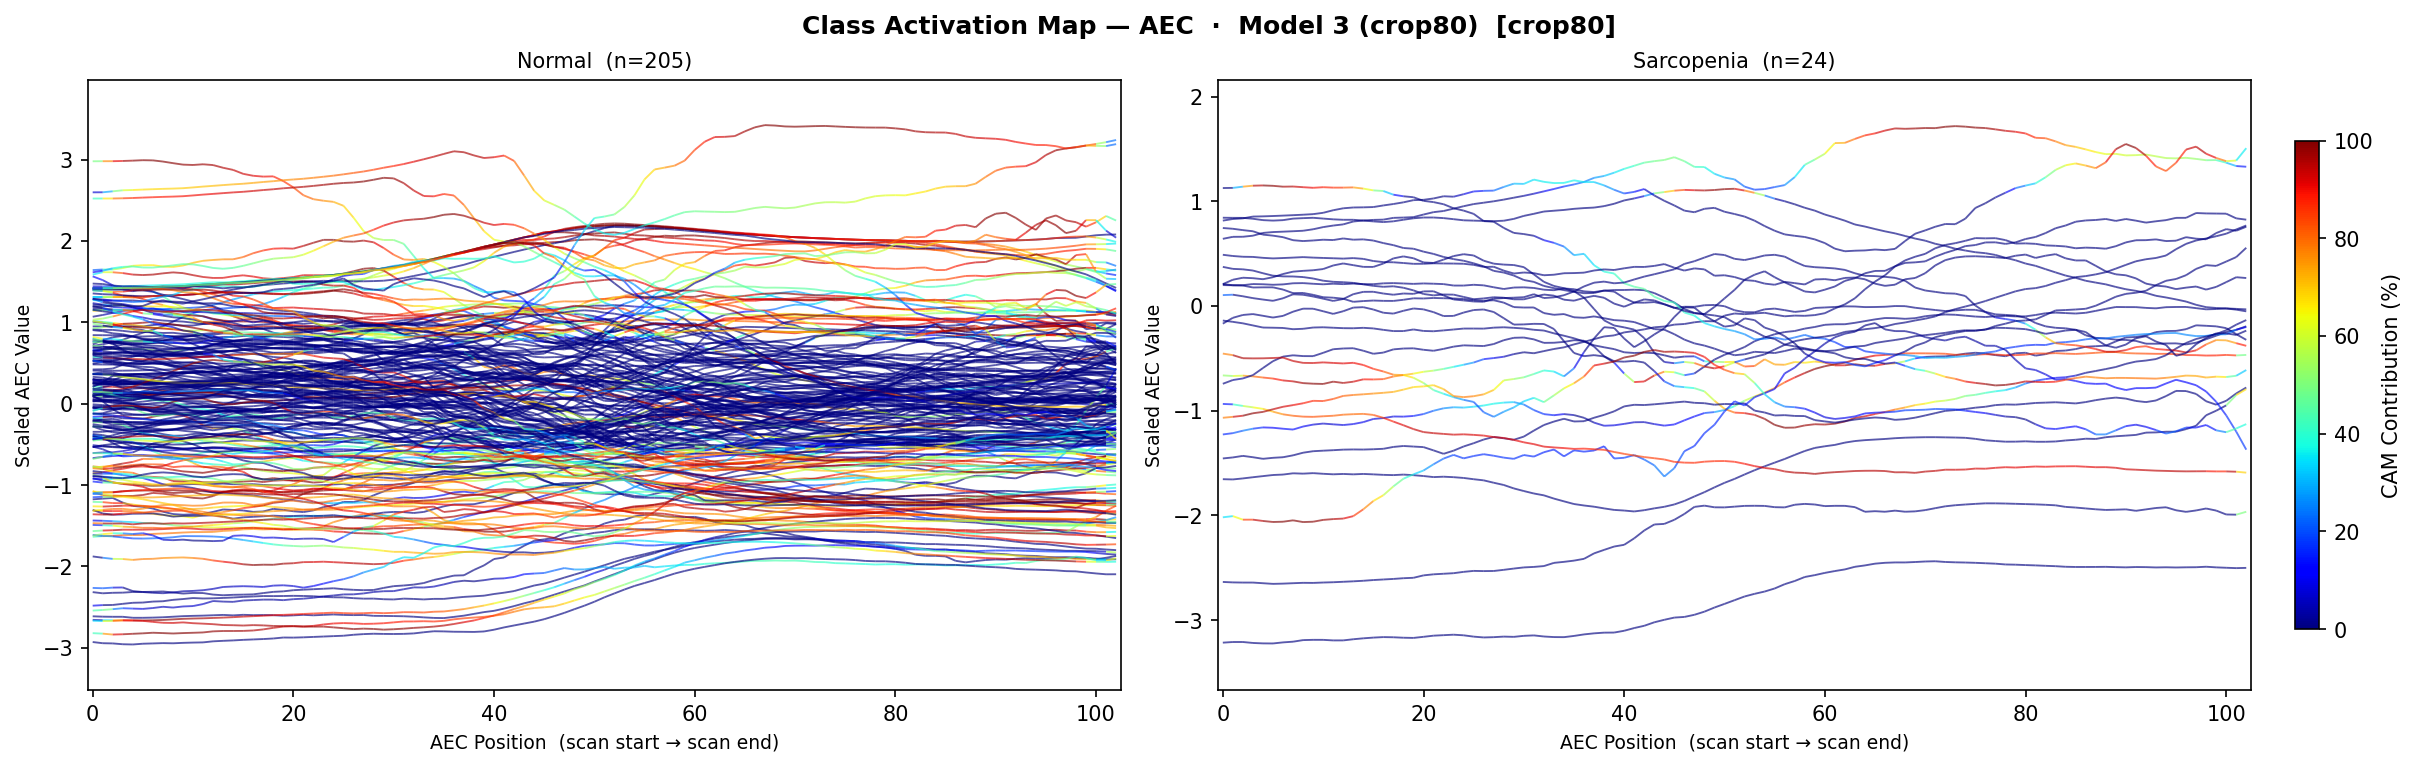 Class Activation Map — AEC · Model 3 (crop80) [crop80]
Normal (n=205)
Scaled AEC Value
3
2
1
0
−1
−2
−3
0 20 40 60 80 100
AEC Position (scan start → scan end)
Sarcopenia (n=24)
Scaled AEC Value
2
1
0
−1
−2
−3
0 20 40 60 80 100
AEC Position (scan start → scan end)
100
80
60
40
20
0
CAM Contribution (%)